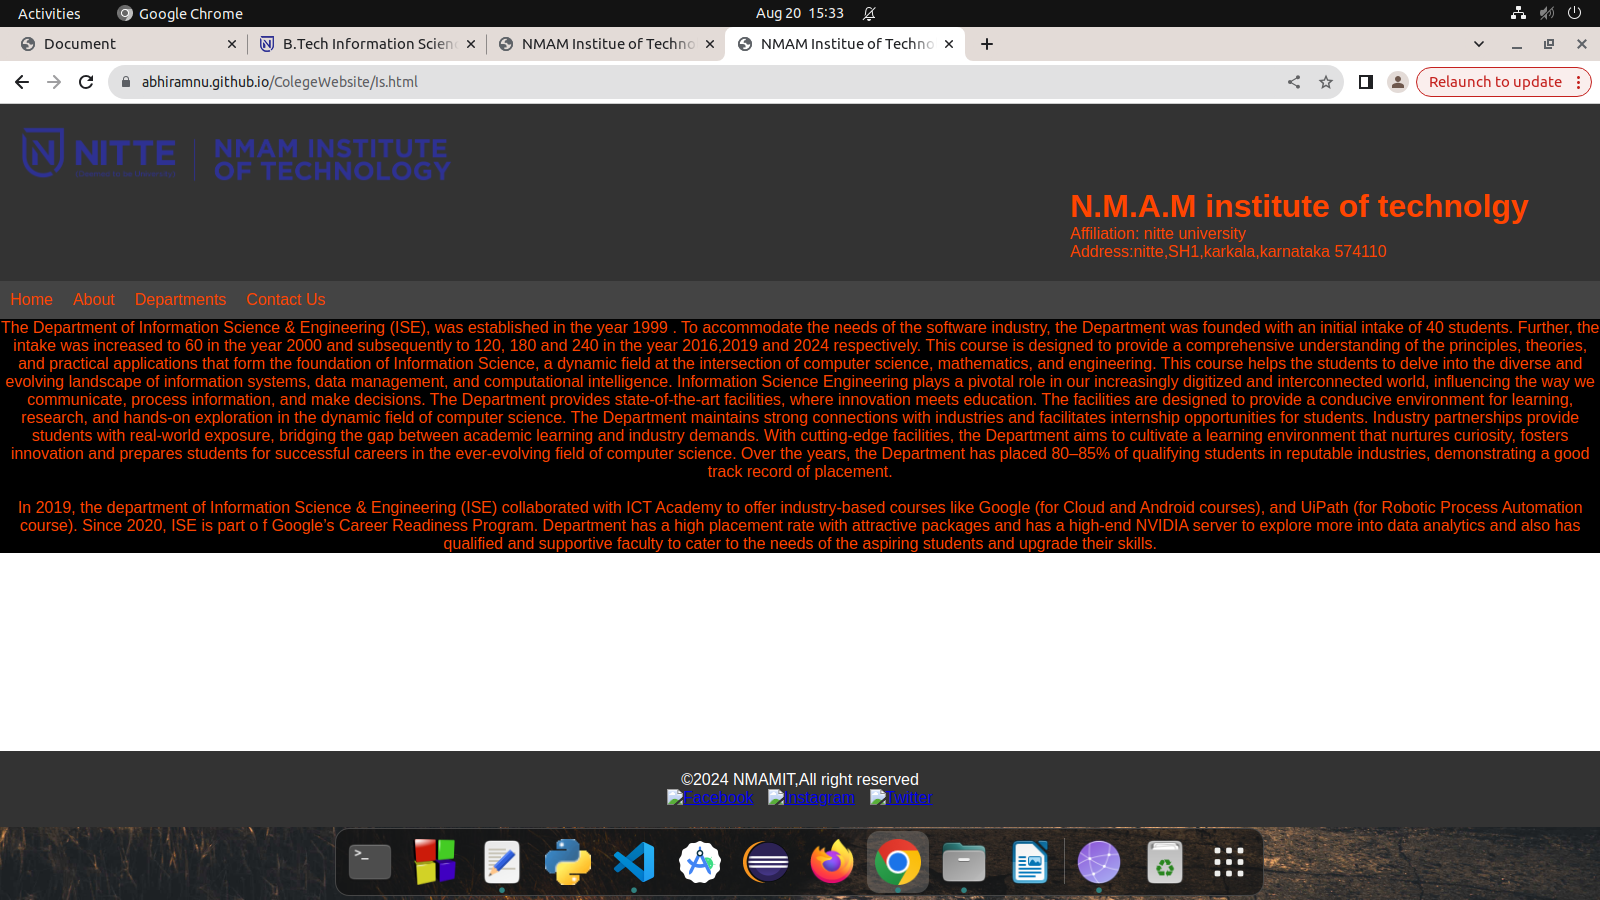 Activities
Google Chrome
Aug 20 15:33
Document
B.Tech Information Scien
NMAM Institue of Techno
NMAM Institue of Techno
abhiramnu.github.io/ColegeWebsite/Is.html
Relaunch to update
NITTE
NMAM INSTITUTE
OF TECHNOLOGY
N.M.A.M institute of technolgy
Affiliation: nitte university
Address:nitte,SH1,karkala,karnataka 574110
Home About Departments Contact Us
The Department of Information Science & Engineering (ISE), was established in the year 1999 . To accommodate the needs of the software industry, the Department was founded with an initial intake of 40 students. Further, the
intake was increased to 60 in the year 2000 and subsequently to 120, 180 and 240 in the year 2016,2019 and 2024 respectively. This course is designed to provide a comprehensive understanding of the principles, theories,
and practical applications that form the foundation of Information Science, a dynamic field at the intersection of computer science, mathematics, and engineering. This course helps the students to delve into the diverse and
evolving landscape of information systems, data management, and computational intelligence. Information Science Engineering plays a pivotal role in our increasingly digitized and interconnected world, influencing the way we
communicate, process information, and make decisions. The Department provides state-of-the-art facilities, where innovation meets education. The facilities are designed to provide a conducive environment for learning,
research, and hands-on exploration in the dynamic field of computer science. The Department maintains strong connections with industries and facilitates internship opportunities for students. Industry partnerships provide
students with real-world exposure, bridging the gap between academic learning and industry demands. With cutting-edge facilities, the Department aims to cultivate a learning environment that nurtures curiosity, fosters
innovation and prepares students for successful careers in the ever-evolving field of computer science. Over the years, the Department has placed 80–85% of qualifying students in reputable industries, demonstrating a good
track record of placement.
In 2019, the department of Information Science & Engineering (ISE) collaborated with ICT Academy to offer industry-based courses like Google (for Cloud and Android courses), and UiPath (for Robotic Process Automation
course). Since 2020, ISE is part o f Google’s Career Readiness Program. Department has a high placement rate with attractive packages and has a high-end NVIDIA server to explore more into data analytics and also has
qualified and supportive faculty to cater to the needs of the aspiring students and upgrade their skills.
©2024 NMAMIT,All right reserved
Facebook Instagram Twitter